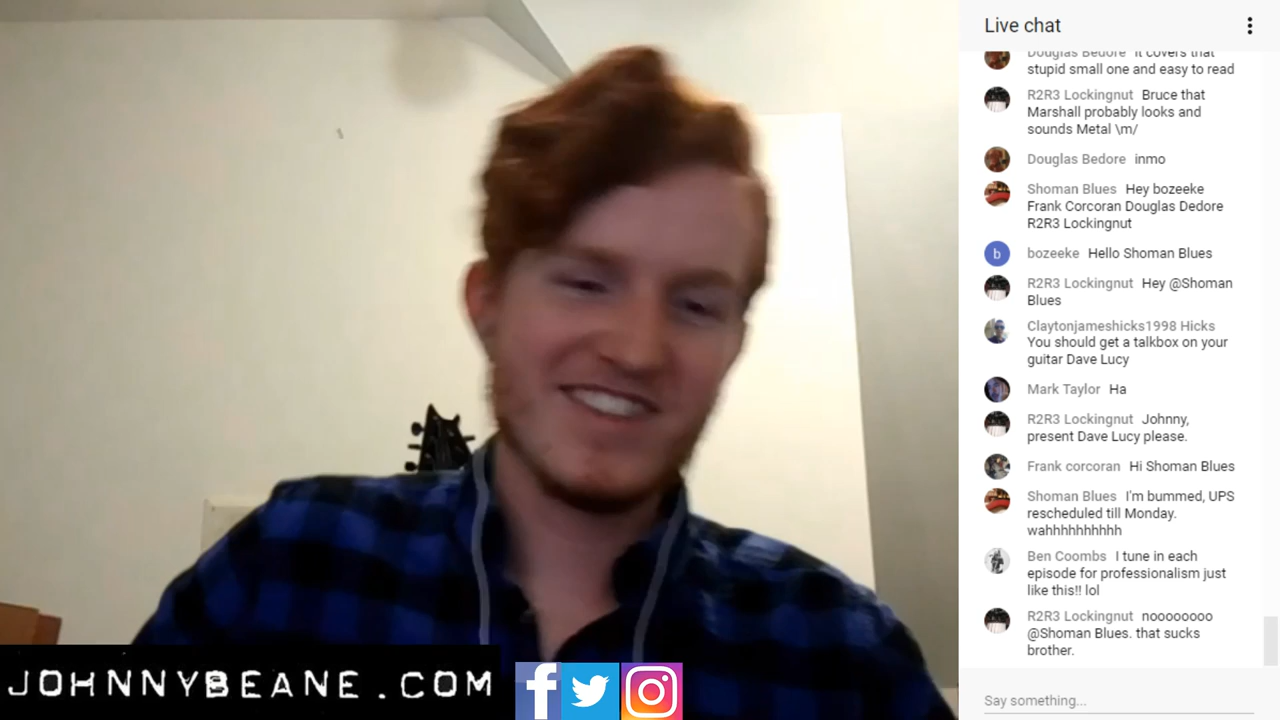 Live chat
Douglas Bedore It covers that
stupid small one and easy to read
R2R3 Lockingnut Bruce that
Marshall probably looks and
sounds Metal \m/
Douglas Bedore inmo
Shoman Blues Hey bozeeke
Frank Corcoran Douglas Dedore
R2R3 Lockingnut
b
bozeeke Hello Shoman Blues
R2R3 Lockingnut Hey @Shoman
Blues
Claytonjameshicks1998 Hicks
You should get a talkbox on your
guitar Dave Lucy
Mark Taylor Ha
R2R3 Lockingnut Johnny,
present Dave Lucy please.
Frank corcoran Hi Shoman Blues
Shoman Blues I'm bummed, UPS
rescheduled till Monday.
wahhhhhhhhhh
Ben Coombs I tune in each
episode for professionalism just
like this!! lol
R2R3 Lockingnut noooooooo
@Shoman Blues. that sucks
brother.
Say something...
JOHNNYBEANE.COM
f